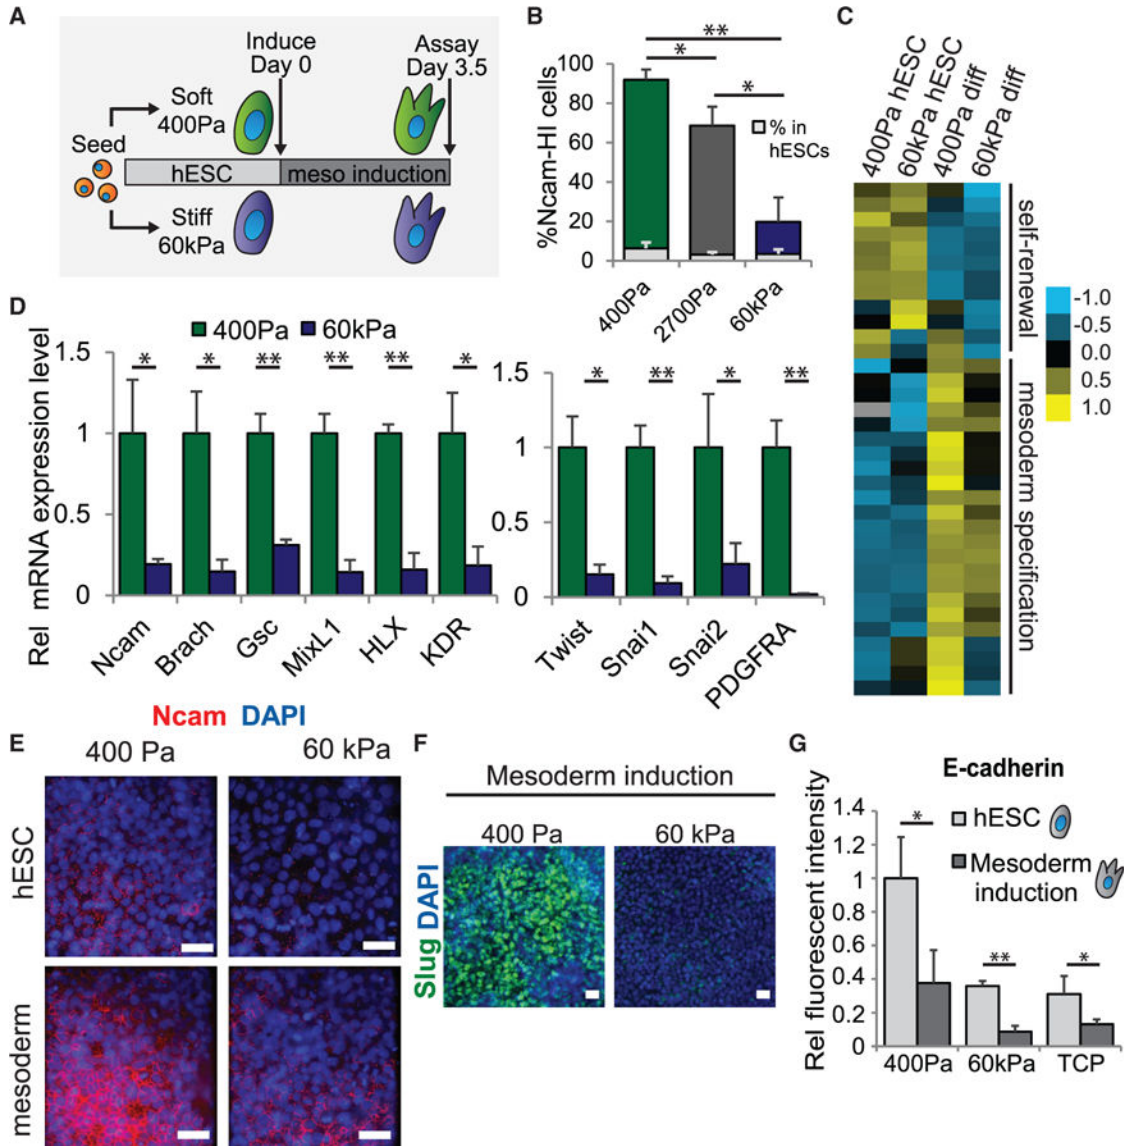 A
Induce
Day 0
Assay
Day 3.5
Soft
400Pa
Seed
hESC
meso induction
Stiff
60kPa
B
**
*
*
%Ncam-HI cells
100
80
60
40
20
0
% in
hESCs
400Pa
2700Pa
60kPa
C
400Pa hESC
60kPa hESC
400Pa diff
60kPa diff
self-renewal
mesoderm specification
-1.0
-0.5
0.0
0.5
1.0
D
400Pa 60kPa
Rel mRNA expression level
1.5
1
0.5
0
* * ** ** ** *
Ncam
Brach
Gsc
MixL1
HLX
KDR
1.5
1
0.5
0
* ** * **
Twist
Snai1
Snai2
PDGFRA
Ncam DAPI
E
400 Pa 60 kPa
hESC
mesoderm
F
Mesoderm induction
400 Pa 60 kPa
Slug DAPI
G
E-cadherin
Rel fluorescent intensity
1.4
1.2
1
0.8
0.6
0.4
0.2
0
hESC
Mesoderm
induction
* ** *
400Pa 60kPa TCP